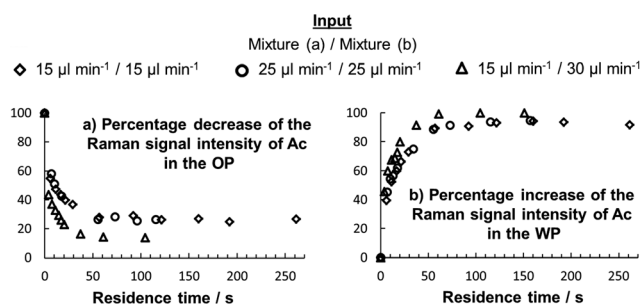 Input
Mixture (a) / Mixture (b)
15 µl min⁻¹ / 15 µl min⁻¹ 25 µl min⁻¹ / 25 µl min⁻¹ 15 µl min⁻¹ / 30 µl min⁻¹
a) Percentage decrease of the
Raman signal intensity of Ac
in the OP
100
80
60
40
20
0
0 50 100 150 200 250
Residence time / s
100
80
60
40
20
0
b) Percentage increase of the
Raman signal intensity of Ac
in the WP
0 50 100 150 200 250
Residence time / s